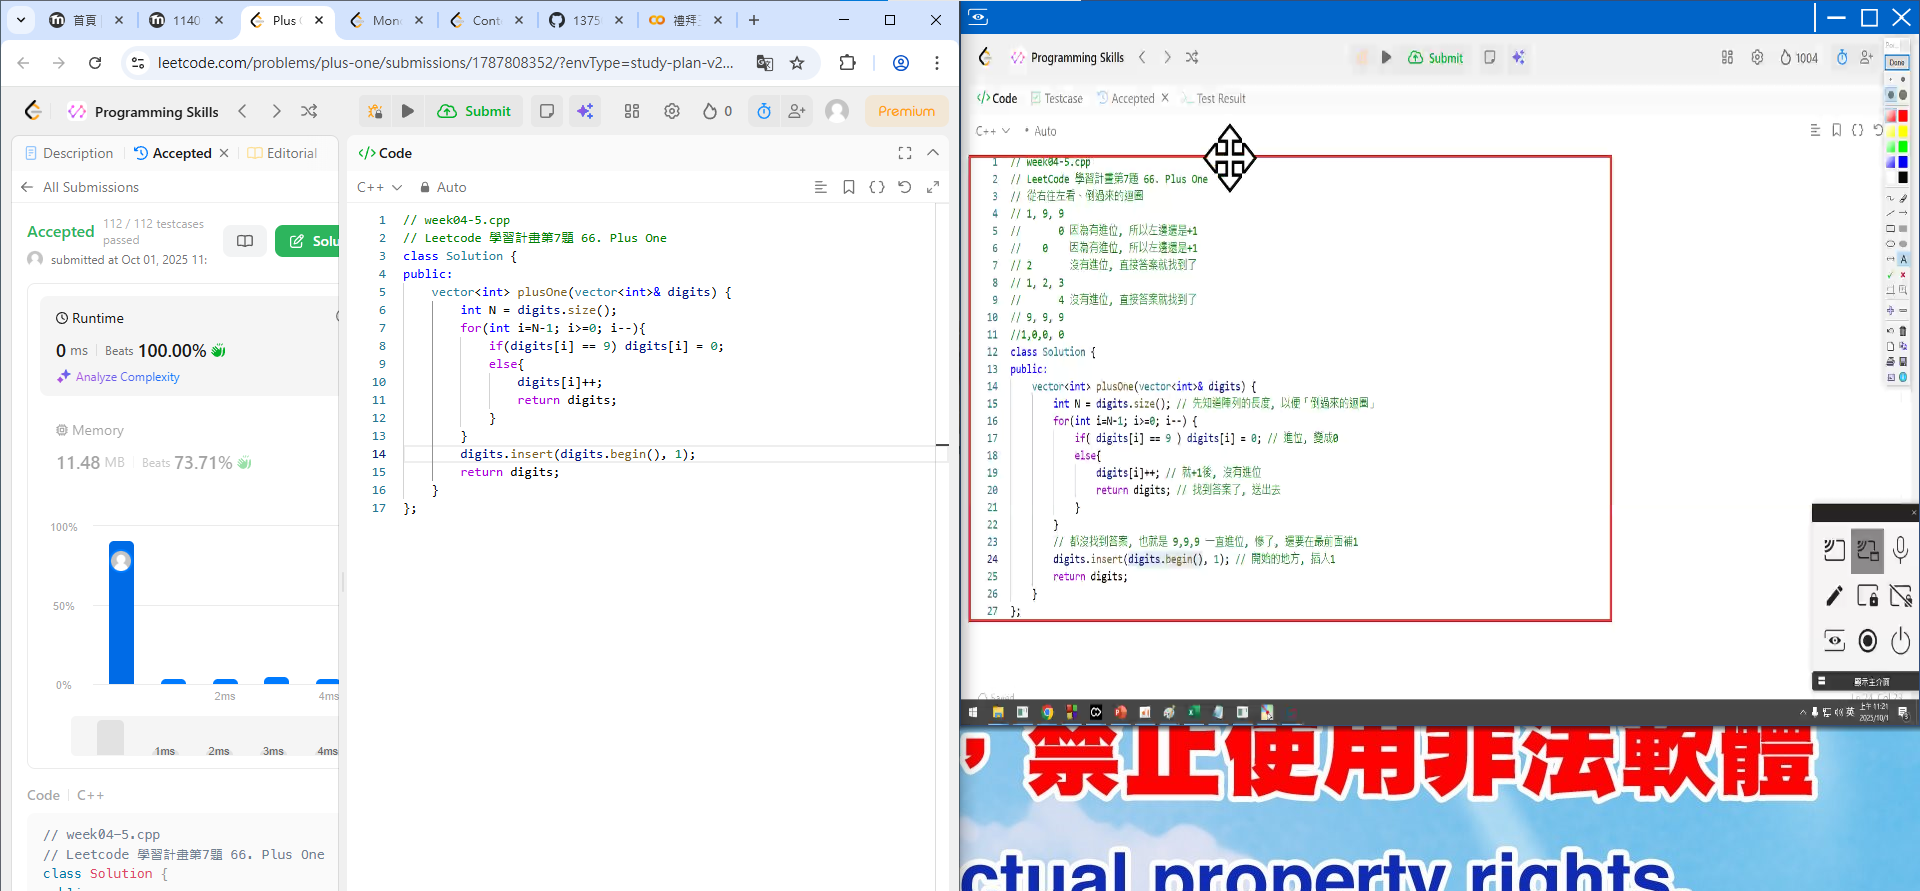 首頁
1140
Plus
Mon
Cont
1375
禮拜三
leetcode.com/problems/plus-one/submissions/1787808352/?envType=study-plan-v2...
Programming Skills
Submit
0
Premium
Description
Accepted
Editorial
All Submissions
Accepted
112 / 112 testcases
passed
submitted at Oct 01, 2025 11:
Solu
Runtime
0 ms
Beats 100.00%
Analyze Complexity
Memory
11.48 MB
Beats 73.71%
100%
50%
0%
2ms
4ms
1ms
2ms
3ms
4ms
Code
C++
// week04-5.cpp
// Leetcode 學習計畫第7題 66. Plus One
class Solution {
Code
C++
Auto
1 // week04-5.cpp
2 // Leetcode 學習計畫第7題 66. Plus One
3 class Solution {
4 public:
5 vector<int> plusOne(vector<int>& digits) {
6 int N = digits.size();
7 for(int i=N-1; i>=0; i--){
8 if(digits[i] == 9) digits[i] = 0;
9 else{
10 digits[i]++;
11 return digits;
12 }
13 }
14 digits.insert(digits.begin(), 1);
15 return digits;
16 }
17 };
Programming Skills
Submit
1004
Done
Code
Testcase
Accepted
Test Result
C++
Auto
1 // week04-5.cpp
2 // LeetCode 學習計畫第7題 66. Plus One
3 // 從右往左看、倒過來的迴圈
4 // 1, 9, 9
5 // 0 因為有進位, 所以左邊還是+1
6 // 0 因為有進位, 所以左邊還是+1
7 // 2 沒有進位, 直接答案就找到了
8 // 1, 2, 3
9 // 4 沒有進位, 直接答案就找到了
10 // 9, 9, 9
11 //1,0,0, 0
12 class Solution {
13 public:
14 vector<int> plusOne(vector<int>& digits) {
15 int N = digits.size(); // 先知道陣列的長度, 以便「倒過來的迴圈」
16 for(int i=N-1; i>=0; i--) {
17 if( digits[i] == 9 ) digits[i] = 0; // 進位, 變成0
18 else{
19 digits[i]++; // 就+1後, 沒有進位
20 return digits; // 找到答案了, 送出去
21 }
22 }
23 // 都沒找到答案, 也就是 9,9,9 一直進位, 慘了, 還要在最前面補1
24 digits.insert(digits.begin(), 1); // 開始的地方, 插入1
25 return digits;
26 }
27 };
顯示主介面
英
上午 11:21
2025/10/1
，禁止使用非法軟體
ctual property rights